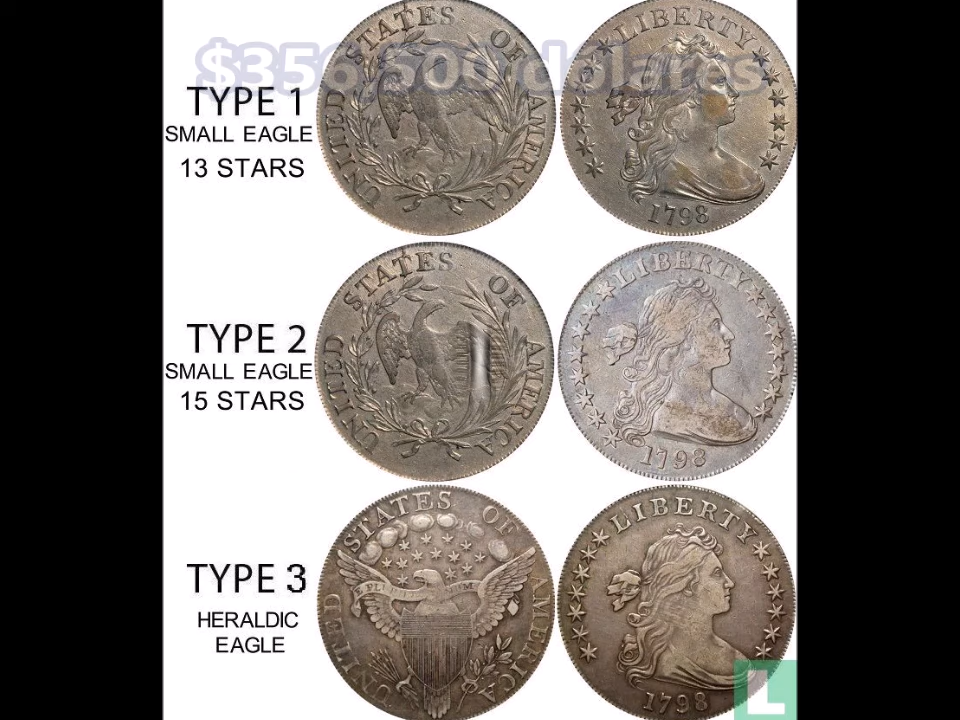 $356,500 dolares
TYPE 1
SMALL EAGLE
13 STARS
UNITED STATES OF AMERICA
LIBERTY
1798
TYPE 2
SMALL EAGLE
15 STARS
UNITED STATES OF AMERICA
LIBERTY
1798
TYPE 3
HERALDIC
EAGLE
UNITED STATES OF AMERICA
LIBERTY
1798
L